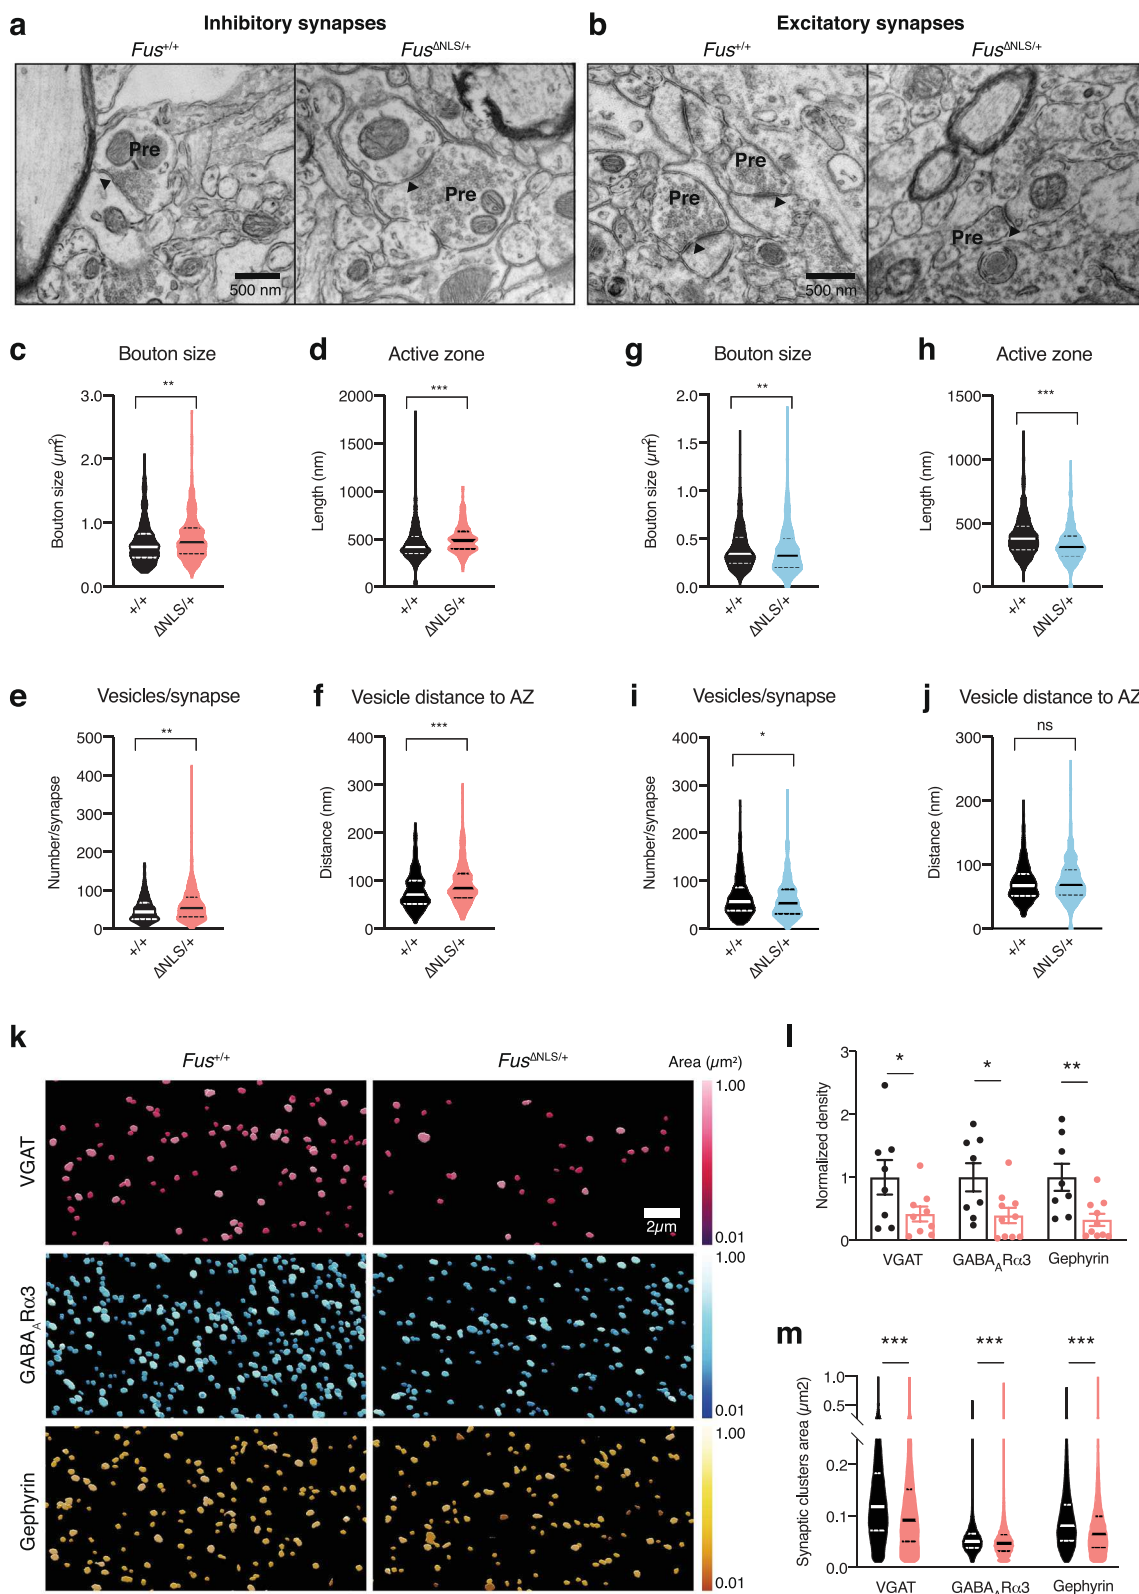 a Inhibitory synapses
Fus+/+ FusΔNLS/+
Pre
Pre
500 nm
b Excitatory synapses
Fus+/+ FusΔNLS/+
Pre
Pre
Pre
500 nm
c Bouton size
**
Bouton size (µm²)
3.0
2.0
1.0
0.0
+/+
ΔNLS/+
d Active zone
***
Length (nm)
2000
1500
1000
500
0
+/+
ΔNLS/+
g Bouton size
**
Bouton size (µm²)
2.0
1.5
1.0
0.5
0.0
+/+
ΔNLS/+
h Active zone
***
Length (nm)
1500
1000
500
0
+/+
ΔNLS/+
e Vesicles/synapse
**
Number/synapse
500
400
300
200
100
0
+/+
ΔNLS/+
f Vesicle distance to AZ
***
Distance (nm)
400
300
200
100
0
+/+
ΔNLS/+
i Vesicles/synapse
*
Number/synapse
400
300
200
100
0
+/+
ΔNLS/+
j Vesicle distance to AZ
ns
Distance (nm)
300
200
100
0
+/+
ΔNLS/+
k
Fus+/+ FusΔNLS/+ Area (µm²)
VGAT
2µm
1.00
0.01
GABAARα3
1.00
0.01
Gephyrin
1.00
0.01
l
Normalized density
3
2
1
0
* * **
VGAT GABAARα3 Gephyrin
m
Synaptic clusters area (µm2)
*** *** ***
1.0
0.5
0.2
0.1
0.0
VGAT GABAARα3 Gephyrin